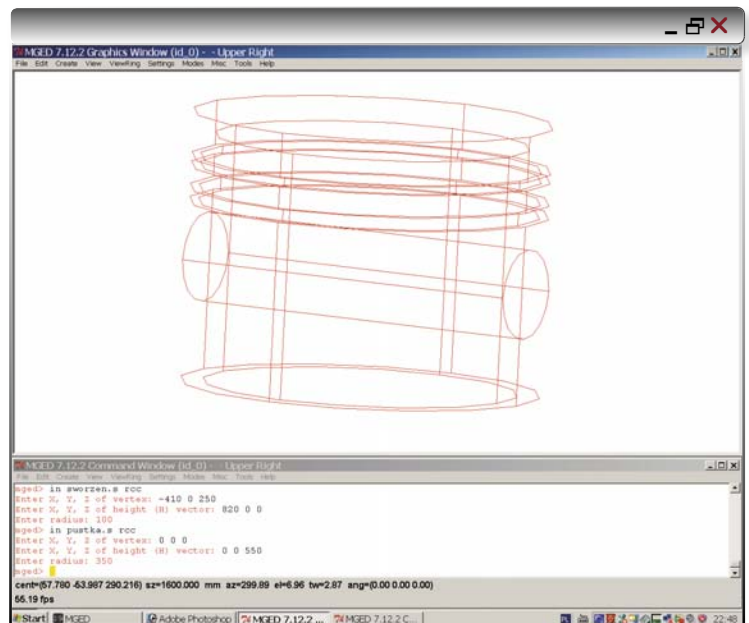 MGED 7.12.2 Graphics Window (id_0) - - Upper Right
File Edit Create View ViewRing Settings Modes Misc Tools Help
MGED 7.12.2 Command Window (id_0) - - Upper Right
File Edit Create View ViewRing Settings Modes Misc Tools Help
mged> in sworzen.s rcc
Enter X, Y, Z of vertex: -410 0 250
Enter X, Y, Z of height (H) vector: 820 0 0
Enter radius: 100
mged> in pustka.s rcc
Enter X, Y, Z of vertex: 0 0 0
Enter X, Y, Z of height (H) vector: 0 0 550
Enter radius: 350
mged>
cent=(57.780 -53.987 290.216) sz=1600.000 mm az=299.89 el=6.96 tw=2.87 ang=(0.00 0.00 0.00)
55.19 fps
Start MGED Adobe Photoshop MGED 7.12.2 ... MGED 7.12.2 C... 22:48